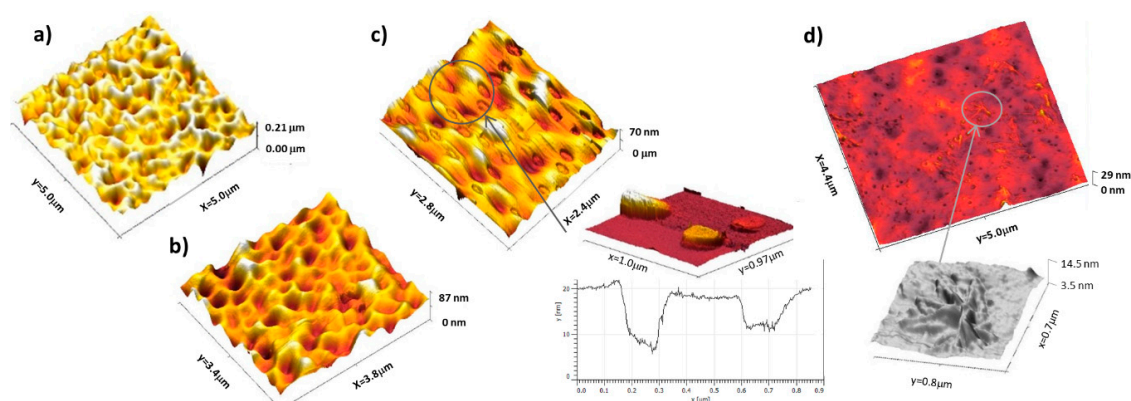 a)
0.21 µm
0.00 µm
y=5.0µm
X=5.0µm
b)
87 nm
0 nm
y=3.4µm
X=3.8µm
c)
70 nm
0 µm
y=2.8µm
X=2.4µm
x=1.0µm
y=0.97µm
y [nm]
20
10
0
0.0 0.1 0.2 0.3 0.4 0.5 0.6 0.7 0.8 0.9
x [µm]
d)
29 nm
0 nm
X=4.4µm
y=5.0µm
14.5 nm
3.5 nm
x=0.7µm
y=0.8µm